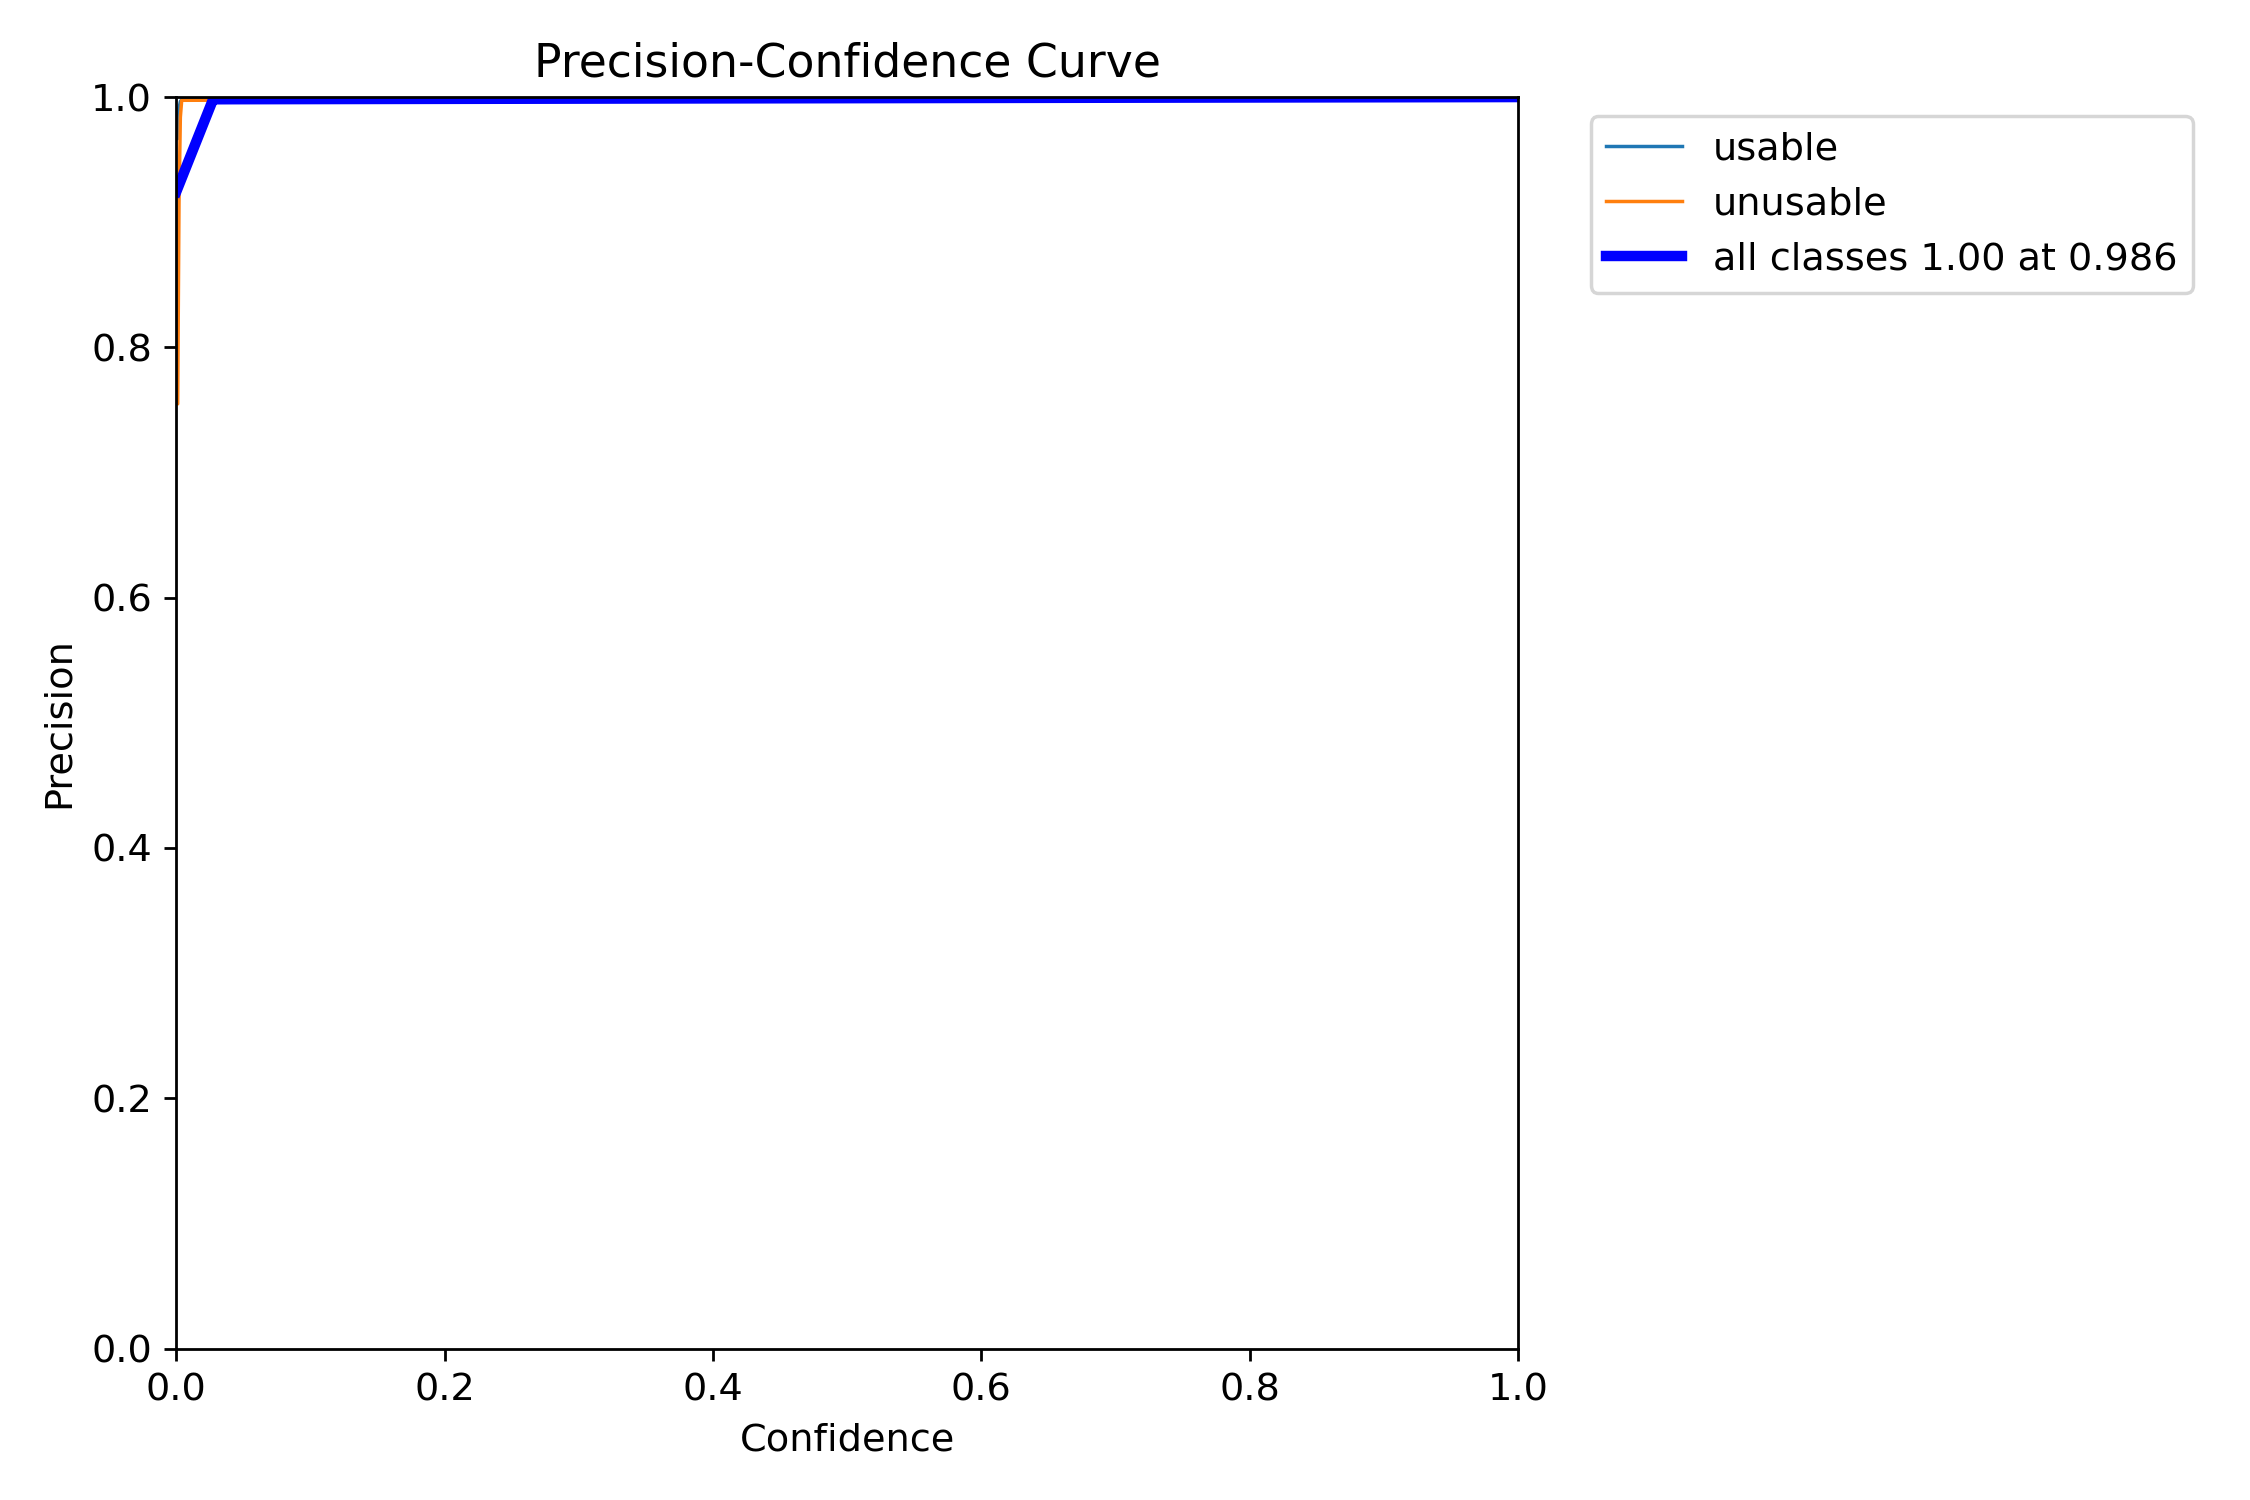 Precision-Confidence Curve
1.0
0.8
0.6
0.4
0.2
0.0
Precision
0.0 0.2 0.4 0.6 0.8 1.0
Confidence
usable
unusable
all classes 1.00 at 0.986